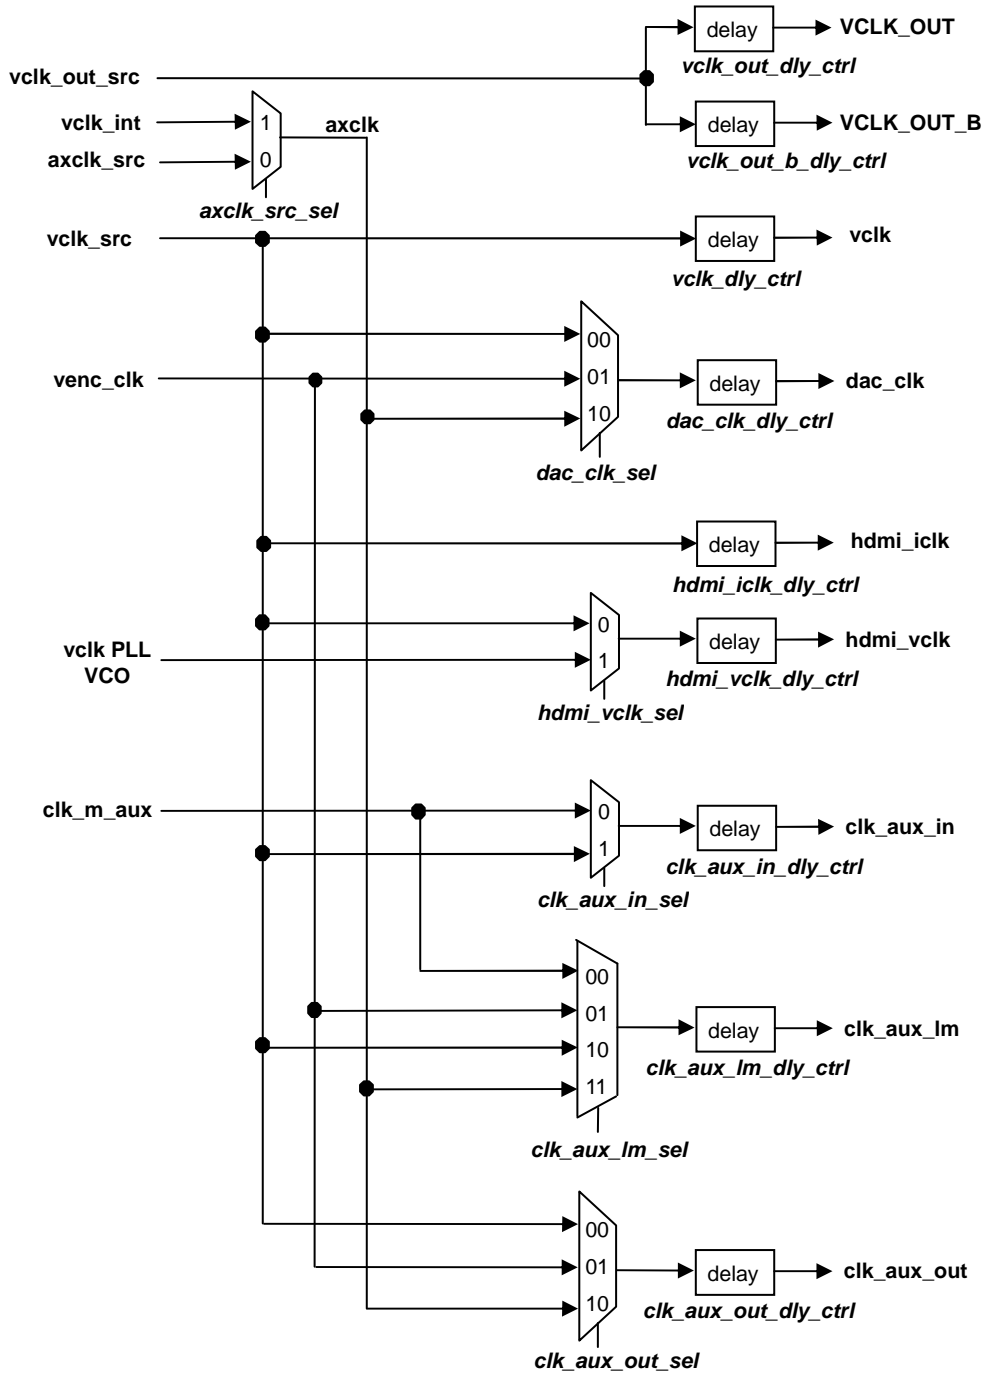 delay
VCLK_OUT
vclk_out_dly_ctrl
vclk_out_src
vclk_int
1
axclk
delay
VCLK_OUT_B
axclk_src
0
vclk_out_b_dly_ctrl
axclk_src_sel
vclk_src
delay
vclk
vclk_dly_ctrl
00
venc_clk
01
delay
dac_clk
10
dac_clk_dly_ctrl
dac_clk_sel
delay
hdmi_iclk
hdmi_iclk_dly_ctrl
0
vclk PLL
VCO
1
delay
hdmi_vclk
hdmi_vclk_dly_ctrl
hdmi_vclk_sel
clk_m_aux
0
delay
clk_aux_in
1
clk_aux_in_dly_ctrl
clk_aux_in_sel
00
01
delay
clk_aux_lm
10
clk_aux_lm_dly_ctrl
11
clk_aux_lm_sel
00
01
delay
clk_aux_out
10
clk_aux_out_dly_ctrl
clk_aux_out_sel